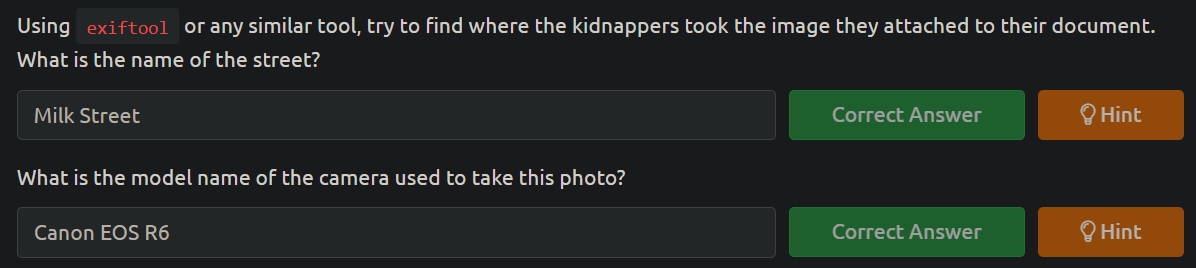 Using exiftool or any similar tool, try to find where the kidnappers took the image they attached to their document.
What is the name of the street?
Milk Street
Correct Answer
Hint
What is the model name of the camera used to take this photo?
Canon EOS R6
Correct Answer
Hint